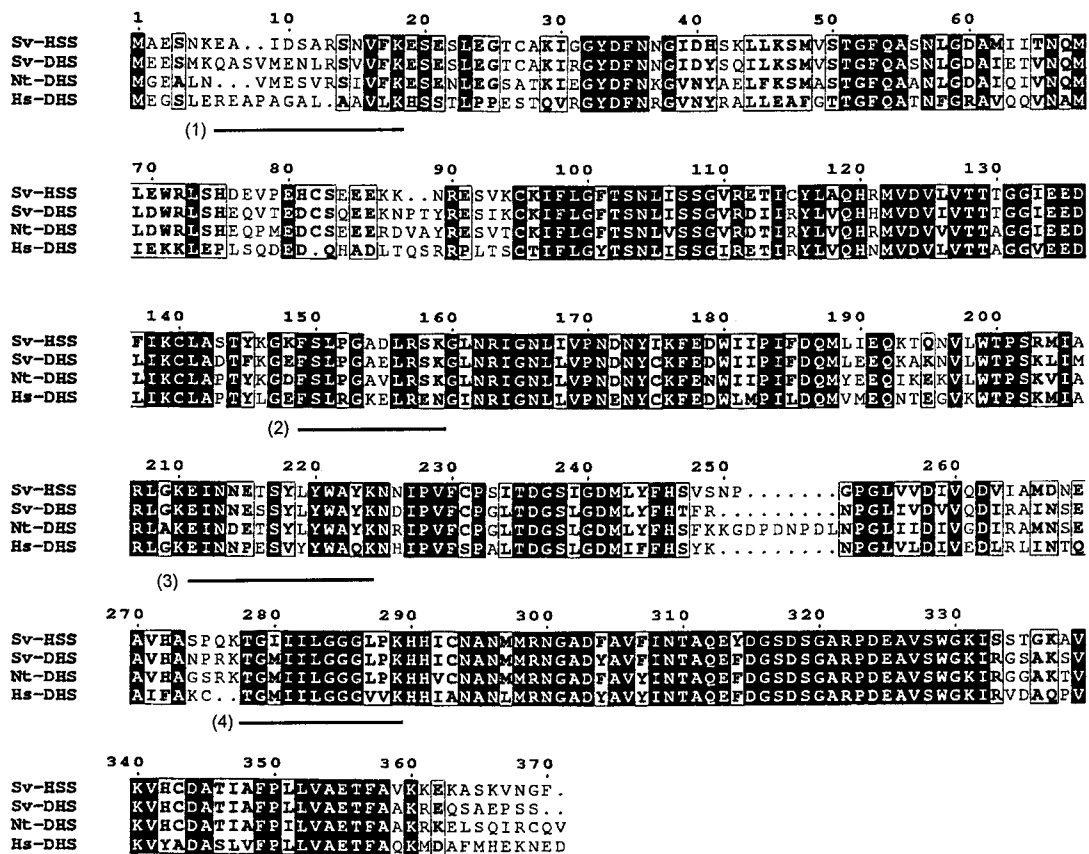 1 10 20 30 40 50 60
Sv-HSS MAESNKEA..IDSARSNVFKESESLEGTCAKIGGYDFNNGIDHSKLLKSMVSTGFQASNLGDAMIITNQM
Sv-DHS MEESMKQASVMENLRSVVFKESESLEGTCAKIRGYDFNNGIDYSQLLKSMVSTGFQASNLGDAIETVNQM
Nt-DHS MGEALN...VMESVRSIVFKESENLEGSATKIEGYDFNKGVNYAELFKSMVSTGFQASNLGDAIQIVNQM
Hs-DHS MEGSLEREAPAGAL.AAVLKHSSTLPPESTQVRGYDFNRGVNYRALLEAFGTTGFQATNFGRAVQQVNAM
(1)
70 80 90 100 110 120 130
Sv-HSS LEWRLSHDEVPEHCSEEEKK..NRESVKCKIFLGFTSNLISSGVRETICYLAQHRMVDVLVTTTGGIEED
Sv-DHS LDWRLSHEQVTEDCSQEEKNPTYRESIKCKIFLGFTSNLISSGVRDIIRYLVQHHMVDVIVTTTGGIEED
Nt-DHS LDWRLSHEQPMEDCSEEERDVAYRESVTCKIFLGFTSNLVSSGVRDTIRYLVQHRMVDVVVTTAGGIEED
Hs-DHS IEKKLEPLSQDED.QHADLTQSRRPLTSCTIFLGYTSNLISSGIRETIRYLVQHNMVDVLVTTAGGVEED
140 150 160 170 180 190 200
Sv-HSS FIKCLASTYKGKFSLPGADLRSKGLNRIGNLIVPNDNYIKFEDWIIPIFDQMLIEQKTQNVLWTPSRMIA
Sv-DHS LIKCLADTFKGEFSLPGAELRSKGLNRIGNLLVPNDNYCKFEDWIIPIFDQMLEEQKAKNVLWTPSKLIM
Nt-DHS LIKCLAPTYKGDFSLPGAVLRSKGLNRIGNLLVPNDNYCKFENWIIPIFDQMYEEQIKEKVLWTPSKVIA
Hs-DHS LIKCLAPTYLGEFSLRGKELRENGINRIGNLLVPNENYCKFEDWLMPILDQMVMEQNTEGVKWTPSKMIA
(2)
210 220 230 240 250 260
Sv-HSS RLGKEINNETSYLYWAYKNNIPVFCPSITDGSIGDMLYFHSVSNP.......GPGLVVDIVQDVIAMDNE
Sv-DHS RLGKEINNESSYLYWAYKNDIPVFCPGLTDGSLGDMLYFHTFR.........NPGLIVDVVQDIRAINSE
Nt-DHS RLAKEINDETSYLYWAYKNNIPVFCPGLTDGSLGDMLYFHSFKKGDPDNPDLNPGLIIDIVGDIRAMNSE
Hs-DHS RLGKEINNPESVYYWAQKNHIPVFSPALTDGSLGDMIFFHSYK.........NPGLVLDIVEDLRLINTQ
(3)
270 280 290 300 310 320 330
Sv-HSS AVHASPQKTGIIILGGGLPKHHICNANMMRNGADFAVFINTAQEYDGSDSGARPDEAVSWGKISSTGKAV
Sv-DHS AVHANPRKTGMIILGGGLPKHHICNANMMRNGADYAVFINTAQEFDGSDSGARPDEAVSWGKIRGSAKSV
Nt-DHS AVHAGSRKTGMIILGGGLPKHHVCNANMMRNGADFAVYINTAQEFDGSDSGARPDEAVSWGKIRGGAKTV
Hs-DHS AIFAKC..TGMIILGGGVVKHHIANANLMRNGADYAVYINTAQEFDGSDSGARPDEAVSWGKIRVDAQPV
(4)
340 350 360 370
Sv-HSS KVHCDATIAFPLLVAETFAVKKEKASKVNGF.
Sv-DHS KVHCDATIAFPLLVAETFAAKREQSAEPSS..
Nt-DHS KVHCDATIAFPILVAETFAAKRKELSQIRCQV
Hs-DHS KVYADASLVFPLLVAETFAQKMDAFMHEKNED